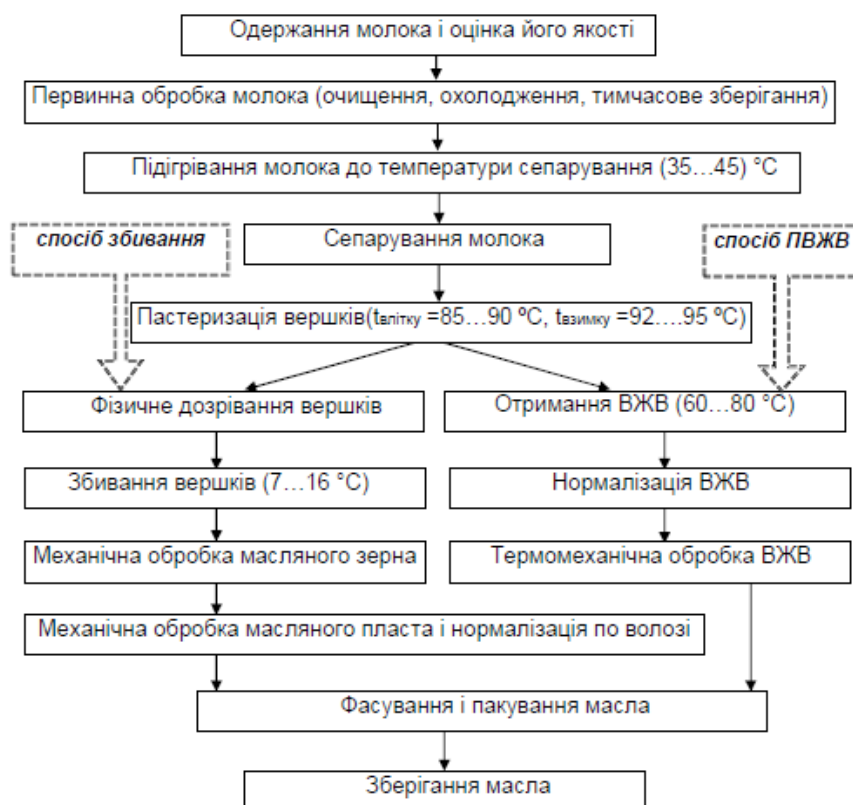 Одержання молока і оцінка його якості
Первинна обробка молока (очищення, охолодження, тимчасове зберігання)
Підігрівання молока до температури сепарування (35…45) °С
спосіб збивання
Сепарування молока
спосіб ПВЖВ
Пастеризація вершків(tвлітку =85…90 ºС, tвзимку =92….95 ºС)
Фізичне дозрівання вершків
Отримання ВЖВ (60…80 °С)
Збивання вершків (7…16 °С)
Нормалізація ВЖВ
Механічна обробка масляного зерна
Термомеханічна обробка ВЖВ
Механічна обробка масляного пласта і нормалізація по волозі
Фасування і пакування масла
Зберігання масла